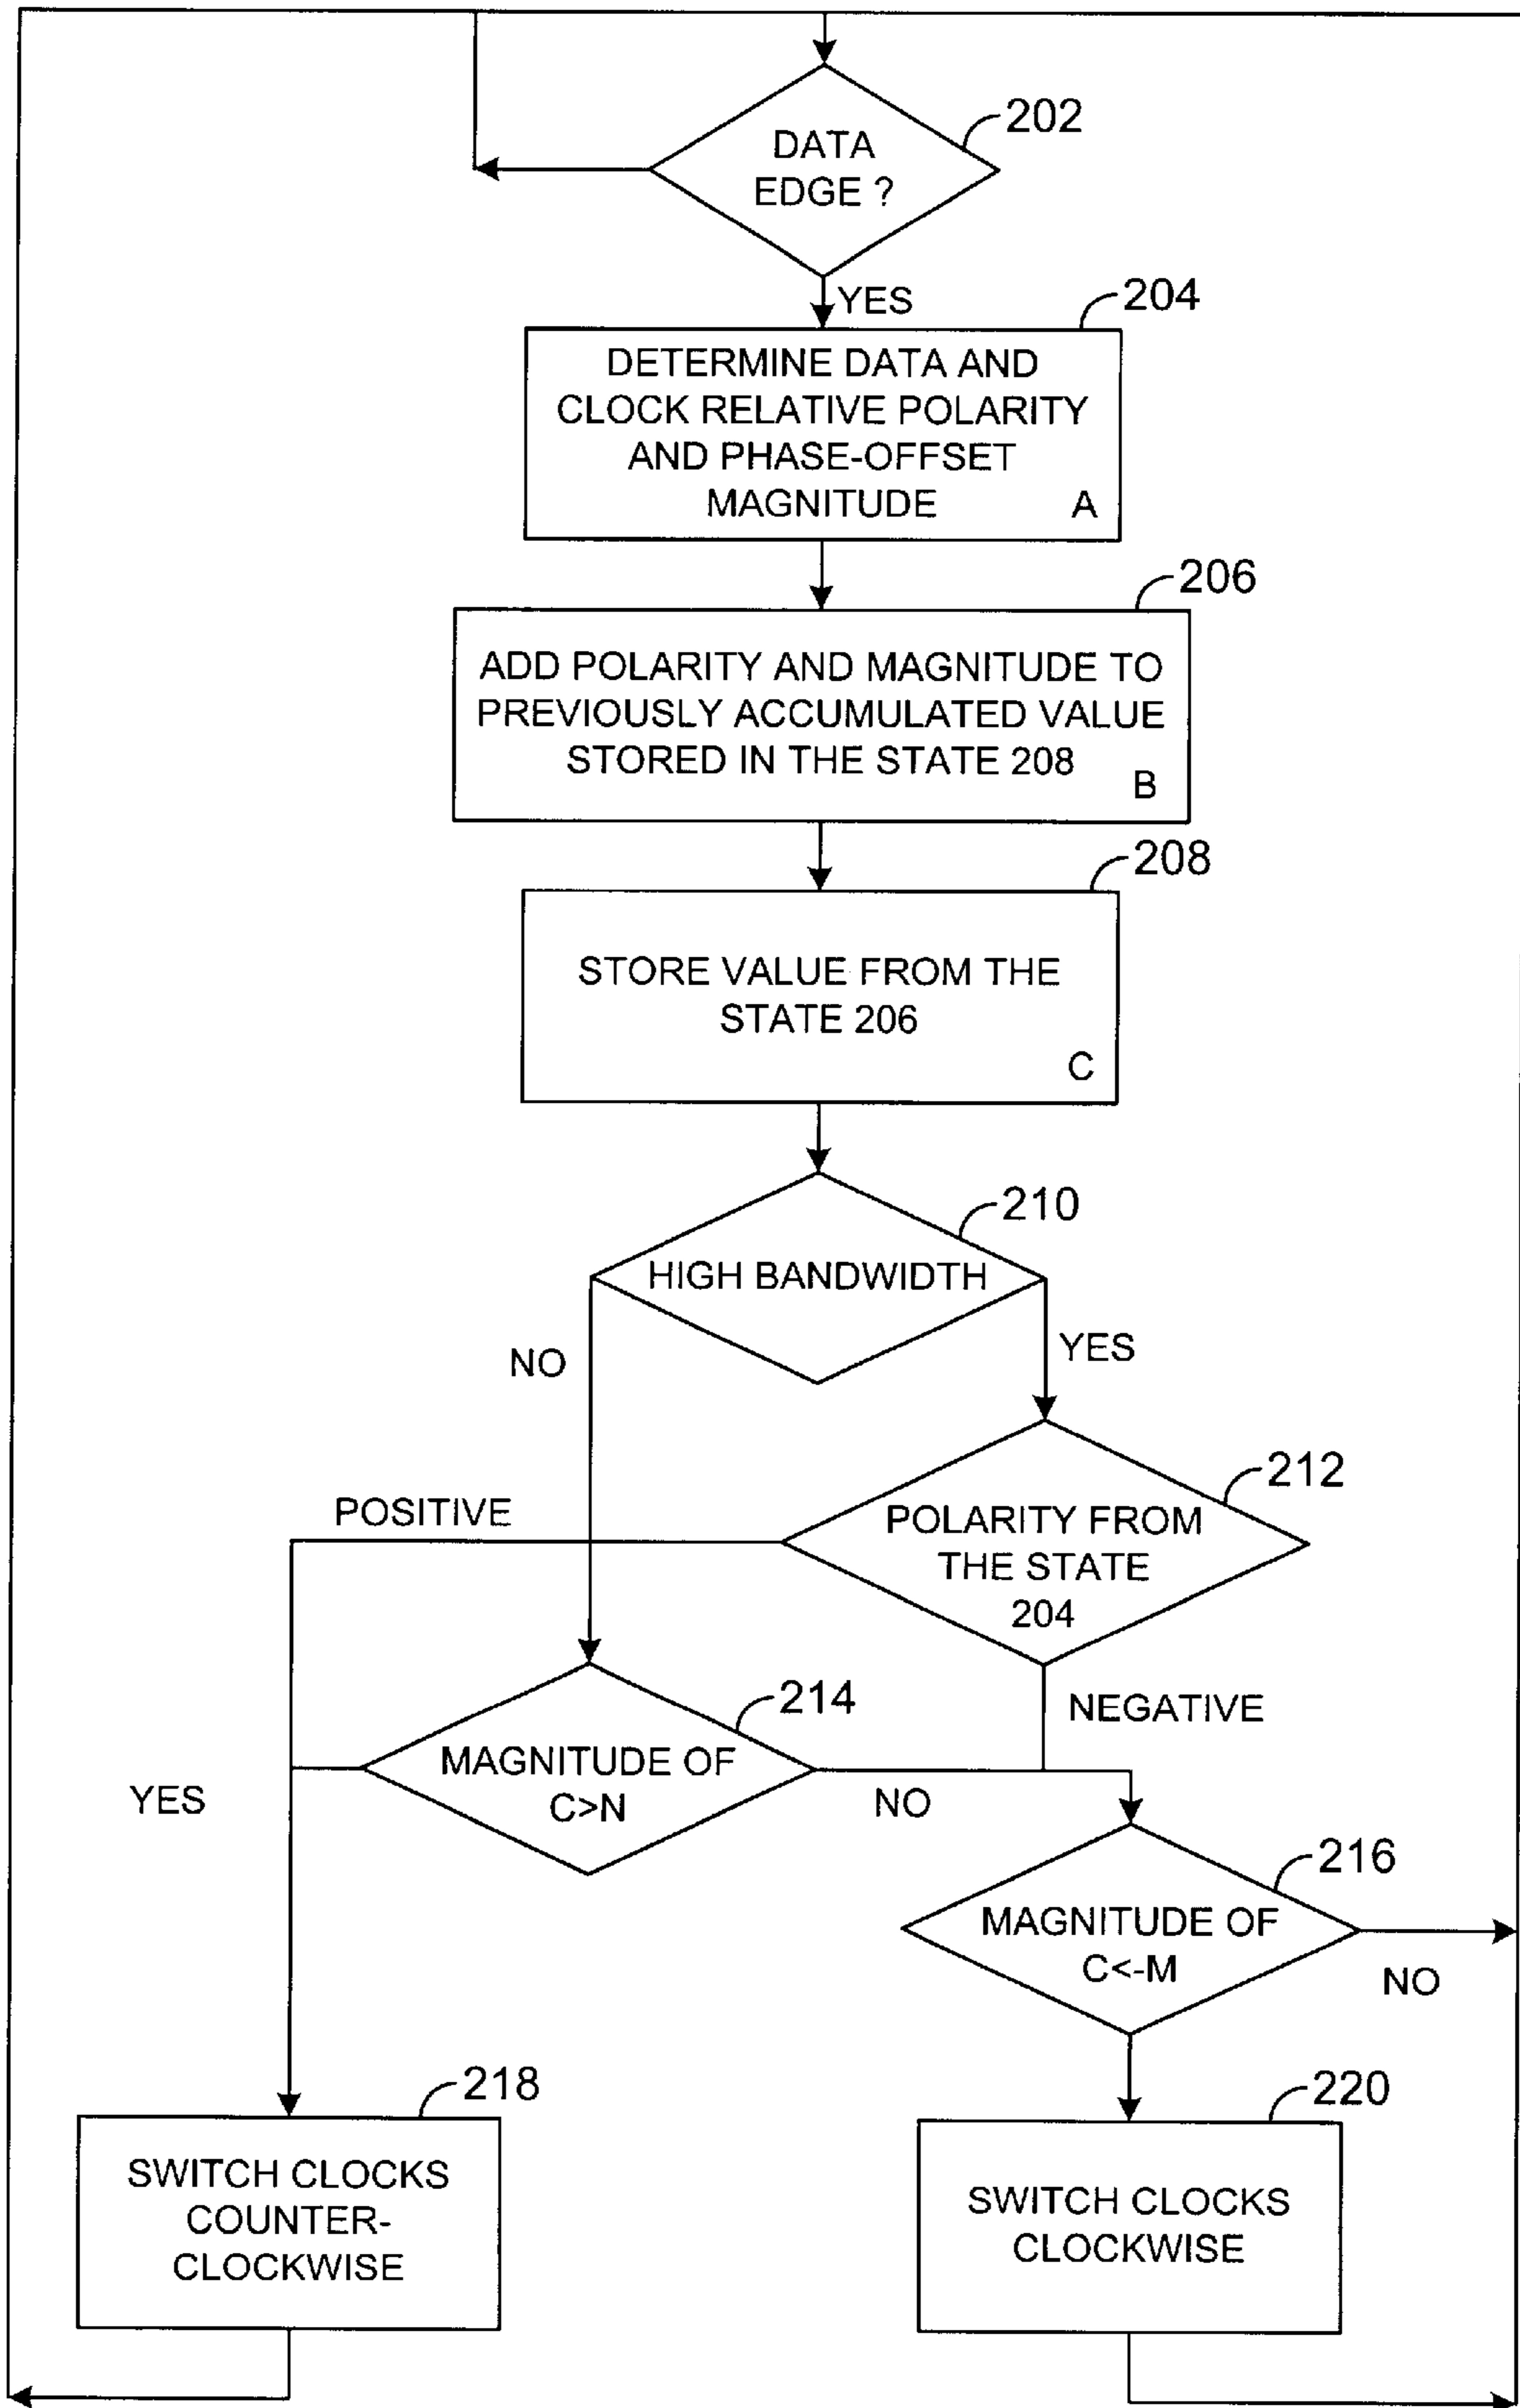 202
DATA
EDGE ?
YES
204
DETERMINE DATA AND
CLOCK RELATIVE POLARITY
AND PHASE-OFFSET
MAGNITUDE
A
206
ADD POLARITY AND MAGNITUDE TO
PREVIOUSLY ACCUMULATED VALUE
STORED IN THE STATE 208
B
208
STORE VALUE FROM THE
STATE 206
C
210
HIGH BANDWIDTH
NO
YES
212
POSITIVE
POLARITY FROM
THE STATE
204
214
NEGATIVE
MAGNITUDE OF
C>N
YES
NO
216
MAGNITUDE OF
C<-M
NO
218
SWITCH CLOCKS
COUNTER-
CLOCKWISE
220
SWITCH CLOCKS
CLOCKWISE